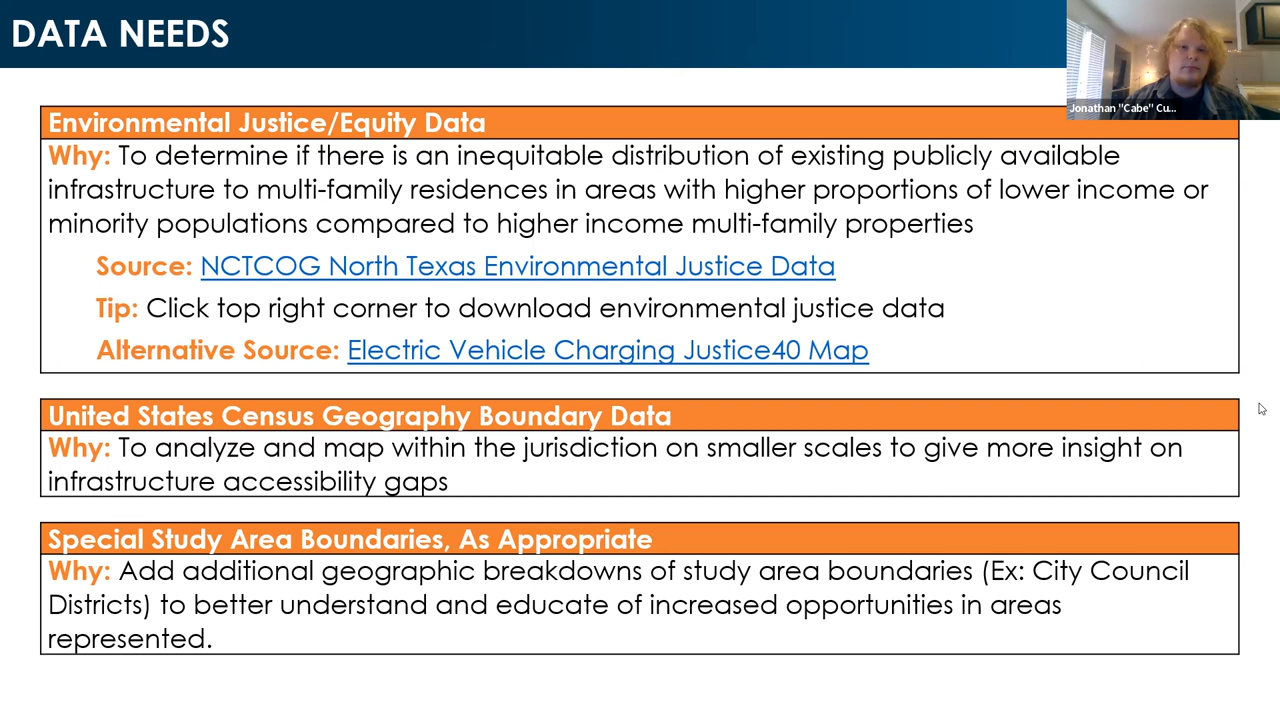 DATA NEEDS
Jonathan "Cabe" Cu...
Environmental Justice/Equity Data
Why: To determine if there is an inequitable distribution of existing publicly available
infrastructure to multi-family residences in areas with higher proportions of lower income or
minority populations compared to higher income multi-family properties
Source: NCTCOG North Texas Environmental Justice Data
Tip: Click top right corner to download environmental justice data
Alternative Source: Electric Vehicle Charging Justice40 Map
United States Census Geography Boundary Data
Why: To analyze and map within the jurisdiction on smaller scales to give more insight on
infrastructure accessibility gaps
Special Study Area Boundaries, As Appropriate
Why: Add additional geographic breakdowns of study area boundaries (Ex: City Council
Districts) to better understand and educate of increased opportunities in areas
represented.